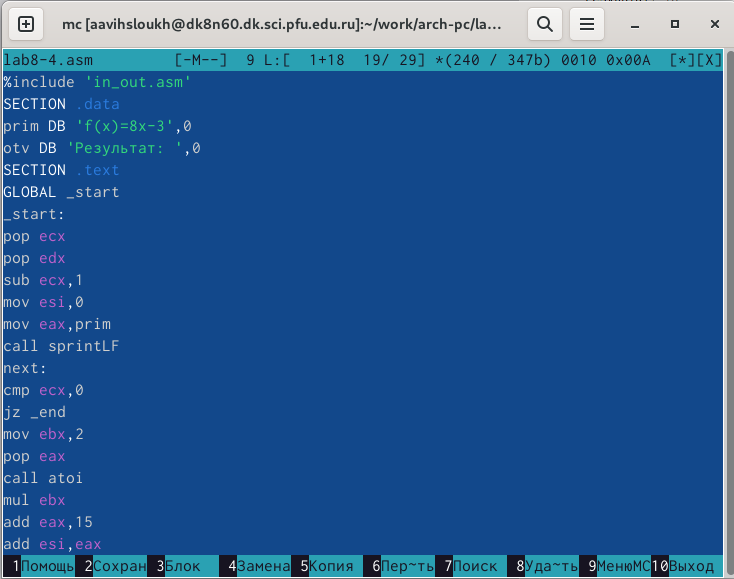 mc [aavihsloukh@dk8n60.dk.sci.pfu.edu.ru]:~/work/arch-pc/la...
lab8-4.asm [-M--] 9 L:[ 1+18 19/ 29] *(240 / 347b) 0010 0x00A [*][X]
%include 'in_out.asm'
SECTION .data
prim DB 'f(x)=8x-3',0
otv DB 'Результат: ',0
SECTION .text
GLOBAL _start
_start:
pop ecx
pop edx
sub ecx,1
mov esi,0
mov eax,prim
call sprintLF
next:
cmp ecx,0
jz _end
mov ebx,2
pop eax
call atoi
mul ebx
add eax,15
add esi,eax
1Помощь 2Сохран 3Блок 4Замена 5Копия 6Пер~ть 7Поиск 8Уда~ть 9МенюМС 10Выход